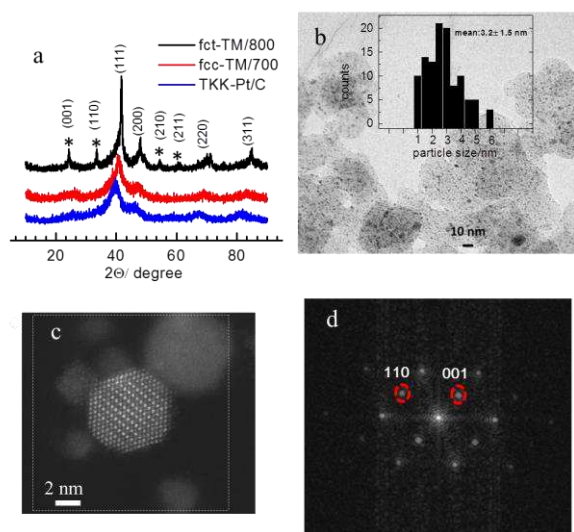 a
fct-TM/800
fcc-TM/700
TKK-Pt/C
(001)
* (110)
*
(111)
(200)
(210)
*
(211)
*
(220)
(311)
20 40 60 80
2Θ/ degree
b
20
15
10
5
0
counts
mean:3.2± 1.5 nm
1 2 3 4 5 6
particle size/nm
10 nm
c
2 nm
d
110 001